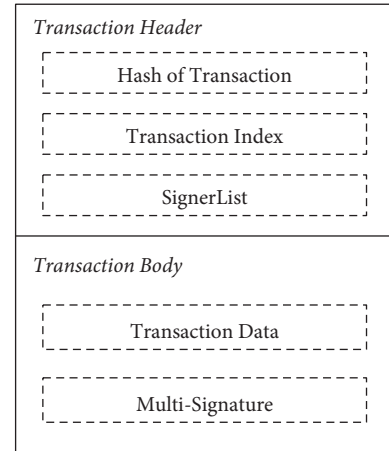 Transaction Header
Hash of Transaction
Transaction Index
SignerList
Transaction Body
Transaction Data
Multi-Signature